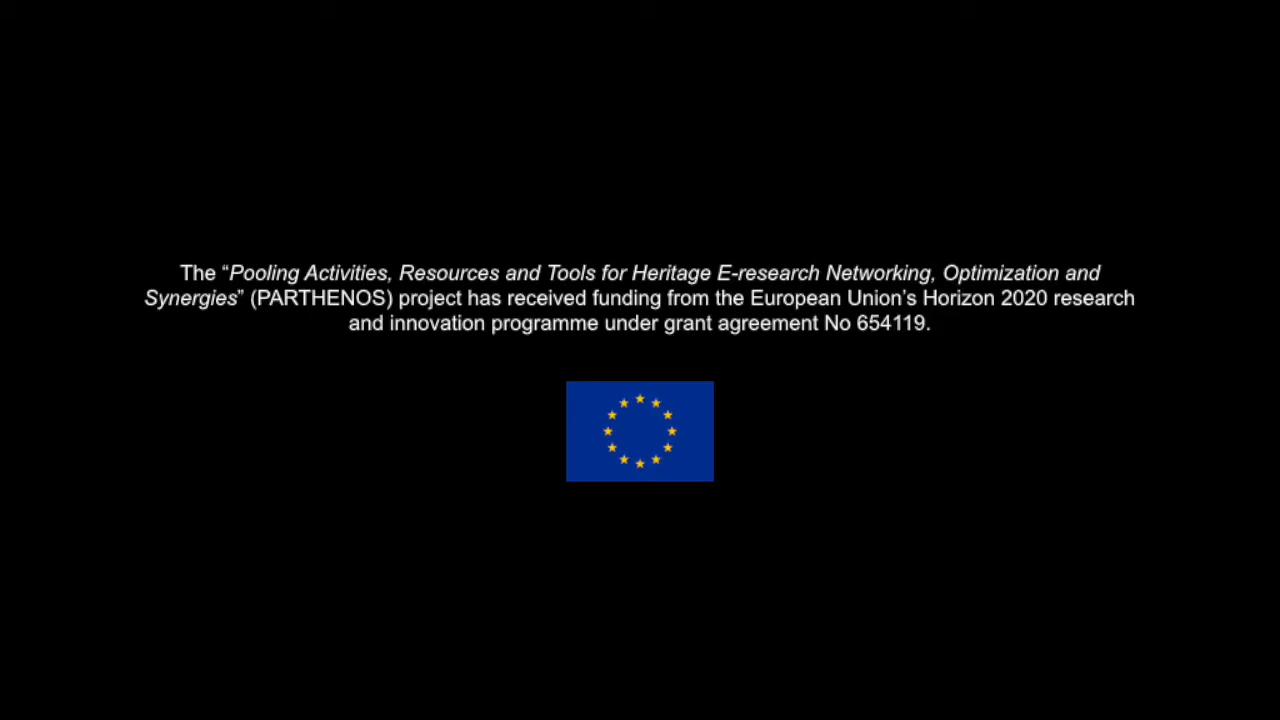 The “Pooling Activities, Resources and Tools for Heritage E-research Networking, Optimization and
Synergies” (PARTHENOS) project has received funding from the European Union’s Horizon 2020 research
and innovation programme under grant agreement No 654119.